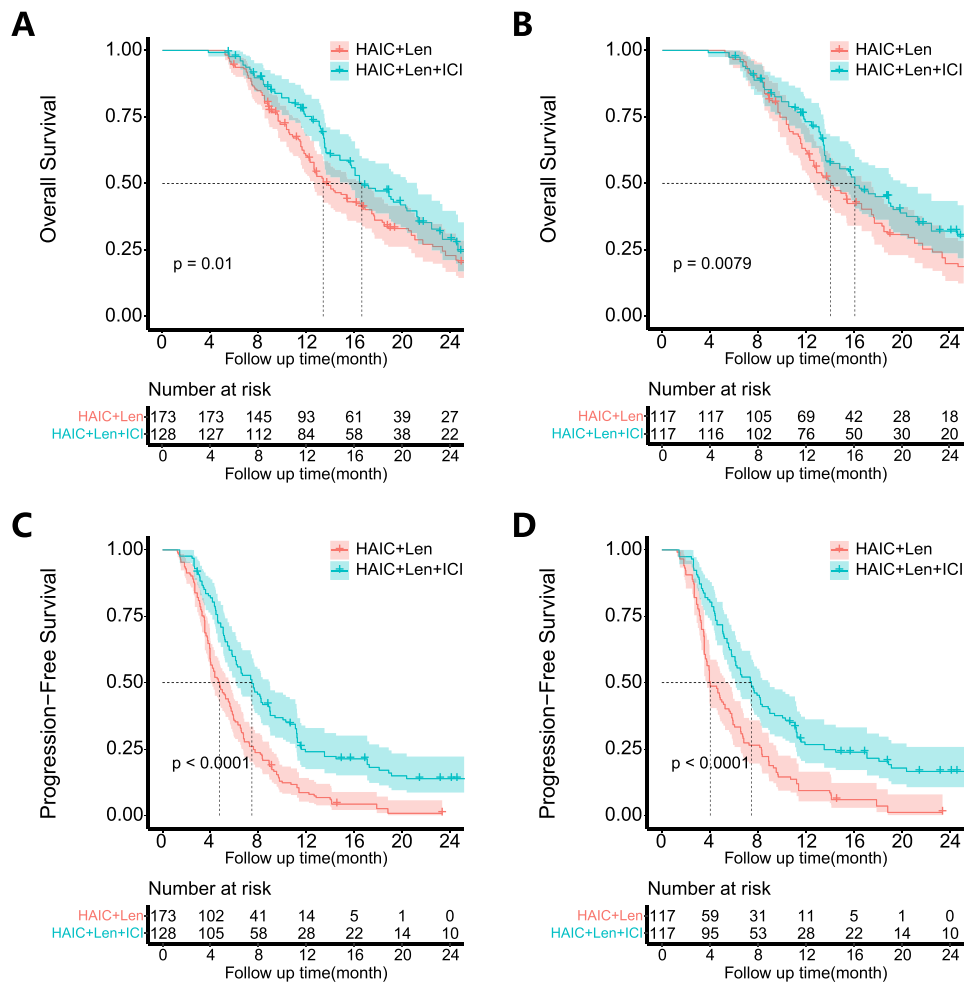 A
1.00
0.75
0.50
0.25
0.00
Overall Survival
HAIC+Len
HAIC+Len+ICI
p = 0.01
0 4 8 12 16 20 24
Follow up time(month)
Number at risk
HAIC+Len 173 173 145 93 61 39 27
HAIC+Len+ICI 128 127 112 84 58 38 22
0 4 8 12 16 20 24
Follow up time(month)
B
1.00
0.75
0.50
0.25
0.00
Overall Survival
HAIC+Len
HAIC+Len+ICI
p = 0.0079
0 4 8 12 16 20 24
Follow up time(month)
Number at risk
HAIC+Len 117 117 105 69 42 28 18
HAIC+Len+ICI 117 116 102 76 50 30 20
0 4 8 12 16 20 24
Follow up time(month)
C
1.00
0.75
0.50
0.25
0.00
Progression−Free Survival
HAIC+Len
HAIC+Len+ICI
p < 0.0001
0 4 8 12 16 20 24
Follow up time(month)
Number at risk
HAIC+Len 173 102 41 14 5 1 0
HAIC+Len+ICI 128 105 58 28 22 14 10
0 4 8 12 16 20 24
Follow up time(month)
D
1.00
0.75
0.50
0.25
0.00
Progression−Free Survival
HAIC+Len
HAIC+Len+ICI
p < 0.0001
0 4 8 12 16 20 24
Follow up time(month)
Number at risk
HAIC+Len 117 59 31 11 5 1 0
HAIC+Len+ICI 117 95 53 28 22 14 10
0 4 8 12 16 20 24
Follow up time(month)